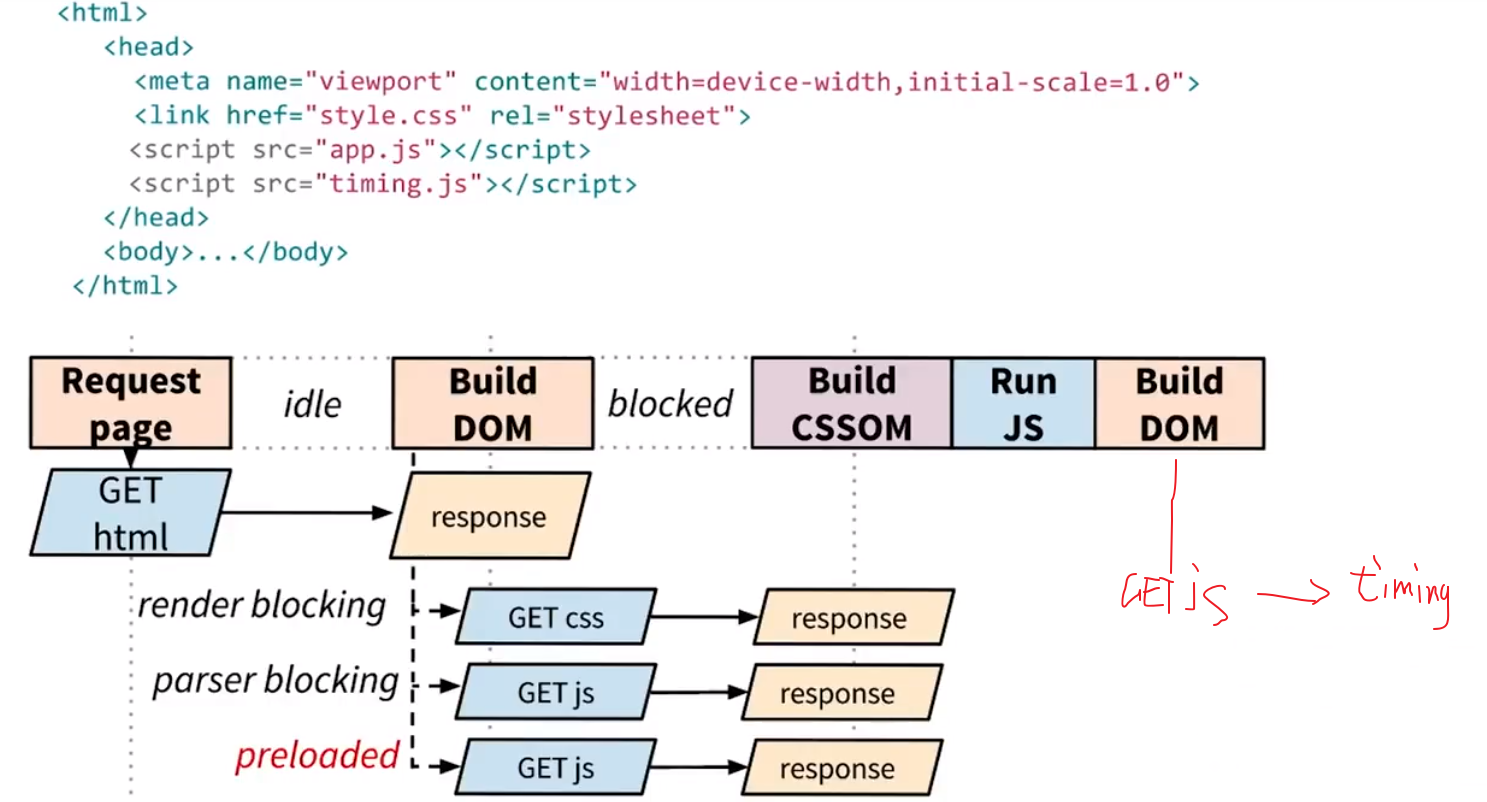 <html>
<head>
<meta name="viewport" content="width=device-width,initial-scale=1.0">
<link href="style.css" rel="stylesheet">
<script src="app.js"></script>
<script src="timing.js"></script>
</head>
<body>...</body>
</html>
Request page
idle
Build DOM
blocked
Build CSSOM
Run JS
Build DOM
GET html
response
render blocking
GET css
response
GET js → timing
parser blocking
GET js
response
preloaded
GET js
response